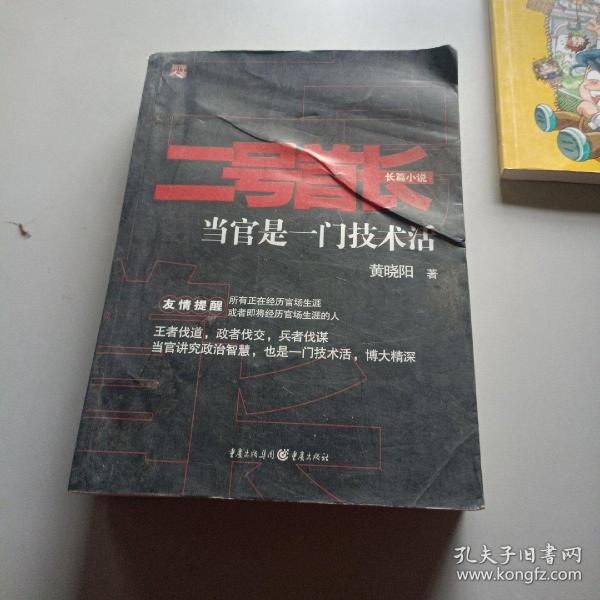 二号首长
长篇小说
当官是一门技术活
黄晓阳 著
友情提醒
所有正在经历官场生涯
或者即将经历官场生涯的人
王者伐道，政者伐交，兵者伐谋
当官讲究政治智慧，也是一门技术活，博大精深
重庆出版集团 重庆出版社
孔夫子旧书网
www.kongfz.com